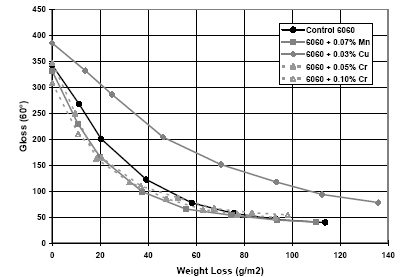 450
400
350
300
250
200
150
100
50
0
Gloss (60°)
0 20 40 60 80 100 120 140
Weight Loss (g/m2)
Control 6060
6060 + 0.07% Mn
6060 + 0.03% Cu
6060 + 0.05% Cr
6060 + 0.10% Cr